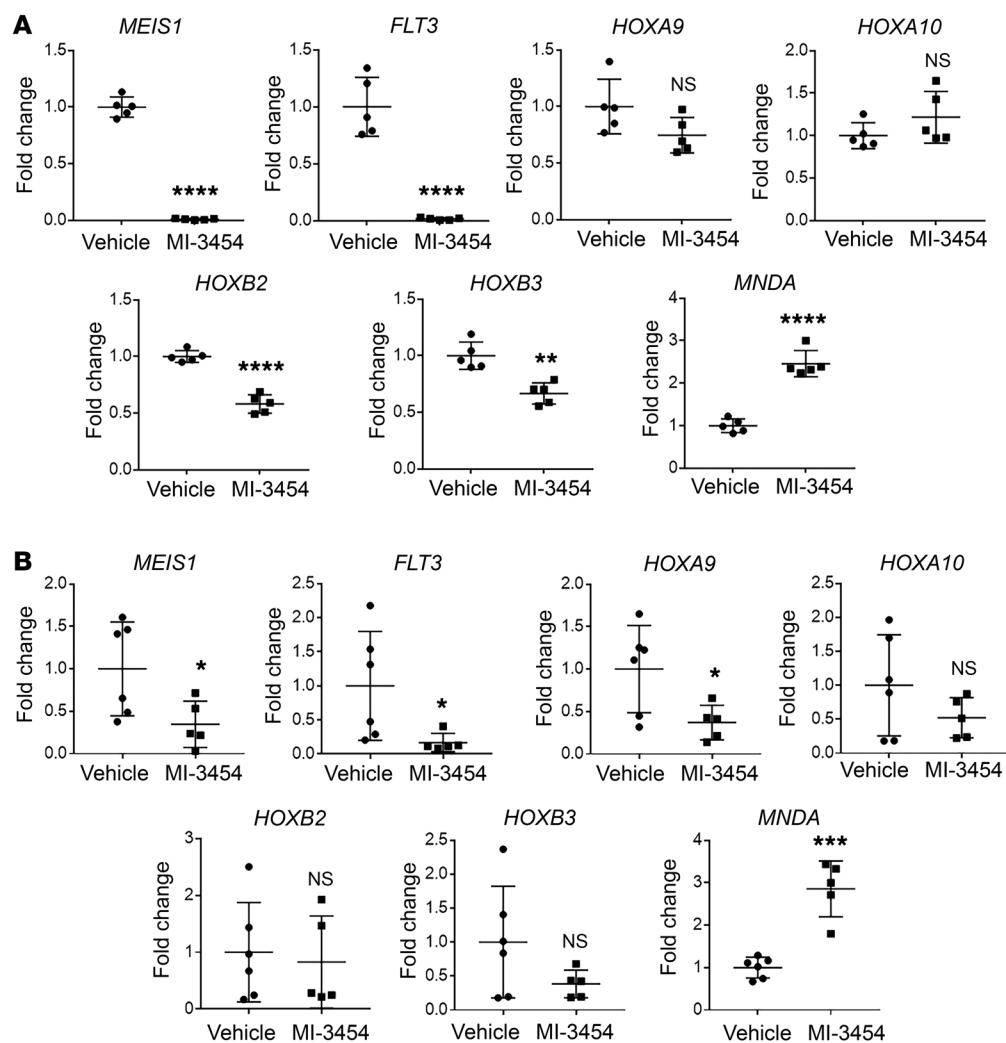 A
MEIS1
FLT3
HOXA9
HOXA10
Fold change
1.5
1.0
0.5
0.0
****
Vehicle
MI-3454
Fold change
1.5
1.0
0.5
0.0
****
Vehicle
MI-3454
Fold change
1.5
1.0
0.5
0.0
NS
Vehicle
MI-3454
Fold change
2.0
1.5
1.0
0.5
0.0
NS
Vehicle
MI-3454
HOXB2
HOXB3
MNDA
Fold change
1.5
1.0
0.5
0.0
****
Vehicle
MI-3454
Fold change
1.5
1.0
0.5
0.0
**
Vehicle
MI-3454
Fold change
4
3
2
1
0
****
Vehicle
MI-3454
B
MEIS1
FLT3
HOXA9
HOXA10
Fold change
2.0
1.5
1.0
0.5
0.0
*
Vehicle
MI-3454
Fold change
2.5
2.0
1.5
1.0
0.5
0.0
*
Vehicle
MI-3454
Fold change
2.0
1.5
1.0
0.5
0.0
*
Vehicle
MI-3454
Fold change
2.5
2.0
1.5
1.0
0.5
0.0
NS
Vehicle
MI-3454
HOXB2
HOXB3
MNDA
Fold change
3
2
1
0
NS
Vehicle
MI-3454
Fold change
2.5
2.0
1.5
1.0
0.5
0.0
NS
Vehicle
MI-3454
Fold change
4
3
2
1
0
***
Vehicle
MI-3454